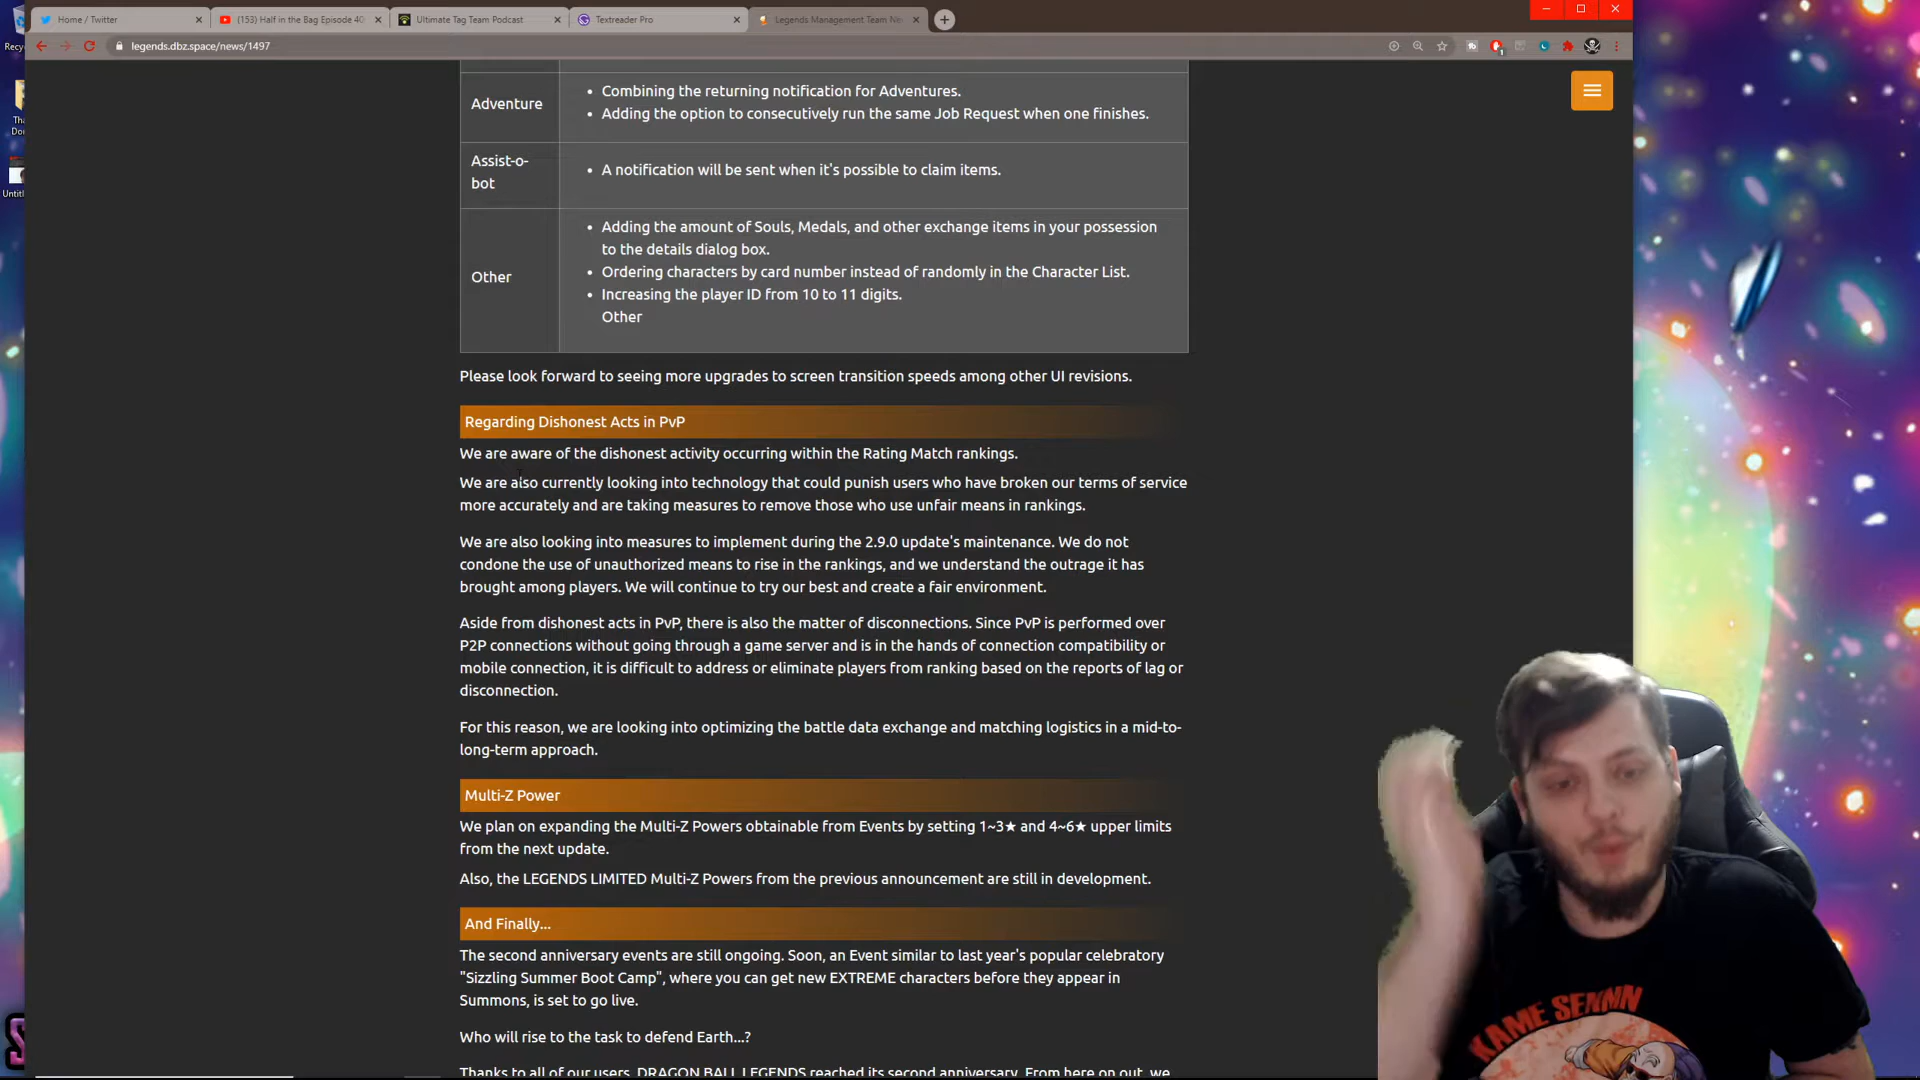 Home / Twitter
(153) Half in the Bag Episode 40
Ultimate Tag Team Podcast
Textreader Pro
Legends Management Team Ne
legends.dbz.space/news/1497
Adventure
Combining the returning notification for Adventures.
Adding the option to consecutively run the same Job Request when one finishes.
Assist-o-
bot
A notification will be sent when it's possible to claim items.
Other
Adding the amount of Souls, Medals, and other exchange items in your possession
to the details dialog box.
Ordering characters by card number instead of randomly in the Character List.
Increasing the player ID from 10 to 11 digits.
Other
Please look forward to seeing more upgrades to screen transition speeds among other UI revisions.
Regarding Dishonest Acts in PvP
We are aware of the dishonest activity occurring within the Rating Match rankings.
We are also currently looking into technology that could punish users who have broken our terms of service
more accurately and are taking measures to remove those who use unfair means in rankings.
We are also looking into measures to implement during the 2.9.0 update's maintenance. We do not
condone the use of unauthorized means to rise in the rankings, and we understand the outrage it has
brought among players. We will continue to try our best and create a fair environment.
Aside from dishonest acts in PvP, there is also the matter of disconnections. Since PvP is performed over
P2P connections without going through a game server and is in the hands of connection compatibility or
mobile connection, it is difficult to address or eliminate players from ranking based on the reports of lag or
disconnection.
For this reason, we are looking into optimizing the battle data exchange and matching logistics in a mid-to-
long-term approach.
Multi-Z Power
We plan on expanding the Multi-Z Powers obtainable from Events by setting 1~3★ and 4~6★ upper limits
from the next update.
Also, the LEGENDS LIMITED Multi-Z Powers from the previous announcement are still in development.
And Finally...
The second anniversary events are still ongoing. Soon, an Event similar to last year's popular celebratory
"Sizzling Summer Boot Camp", where you can get new EXTREME characters before they appear in
Summons, is set to go live.
Who will rise to the task to defend Earth...?
Thanks to all of our users, DRAGON BALL LEGENDS reached its second anniversary. From here on out, we
Recy
Tha
Do
Untitl
KAME SENNN